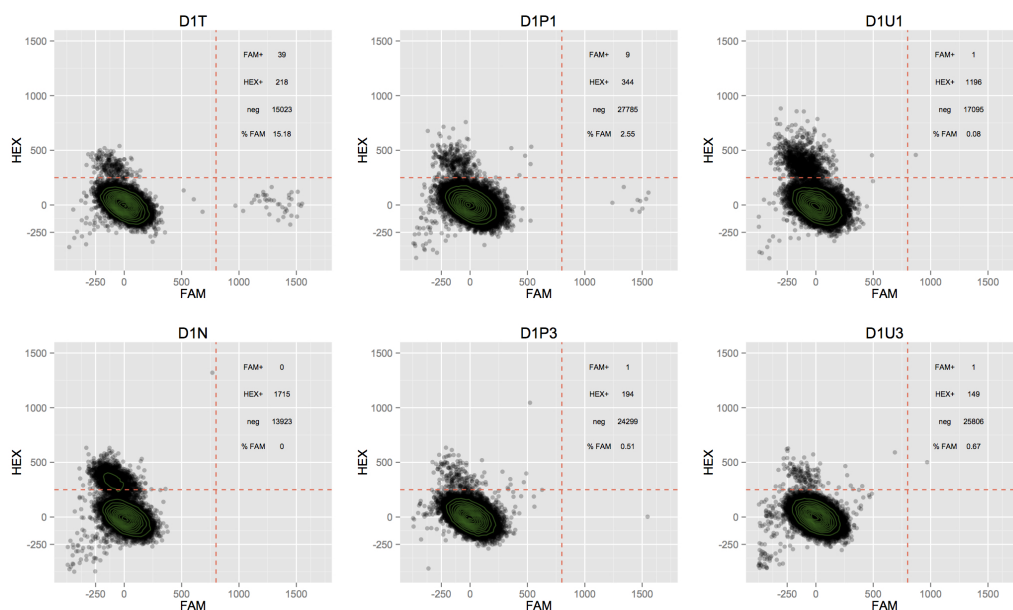 D1T
D1P1
D1U1
1500
1000
500
250
0
-250
HEX
FAM+ 39
HEX+ 218
neg 15023
% FAM 15.18
-250 0 500 1000 1500
FAM
1500
1000
500
250
0
-250
HEX
FAM+ 9
HEX+ 344
neg 27785
% FAM 2.55
-250 0 500 1000 1500
FAM
1500
1000
500
250
0
-250
HEX
FAM+ 1
HEX+ 1196
neg 17095
% FAM 0.08
-250 0 500 1000 1500
FAM
D1N
D1P3
D1U3
1500
1000
500
250
0
-250
HEX
FAM+ 0
HEX+ 1715
neg 13923
% FAM 0
-250 0 500 1000 1500
FAM
1500
1000
500
250
0
-250
HEX
FAM+ 1
HEX+ 194
neg 24299
% FAM 0.51
-250 0 500 1000 1500
FAM
1500
1000
500
250
0
-250
HEX
FAM+ 1
HEX+ 149
neg 25806
% FAM 0.67
-250 0 500 1000 1500
FAM